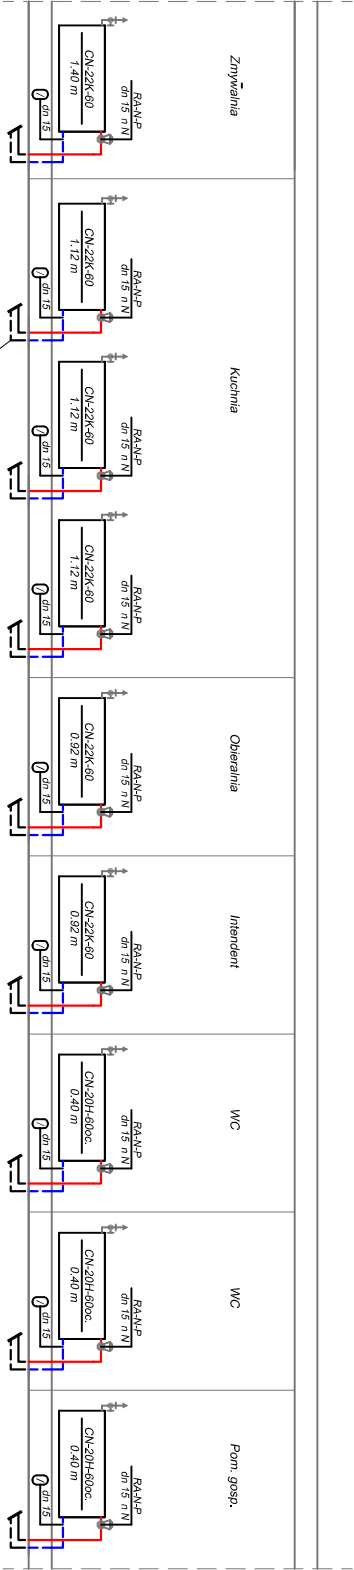 Zmywalnia
RA-N-P
dn 15 n N
CN-22K-60
1.40 m
dn 15
Kuchnia
RA-N-P
dn 15 n N
CN-22K-60
1.12 m
dn 15
RA-N-P
dn 15 n N
CN-22K-60
1.12 m
dn 15
RA-N-P
dn 15 n N
CN-22K-60
1.12 m
dn 15
Obieralnia
RA-N-P
dn 15 n N
CN-22K-60
0.92 m
dn 15
Intendent
RA-N-P
dn 15 n N
CN-22K-60
0.92 m
dn 15
WC
RA-N-P
dn 15 n N
CN-20H-60oc.
0.40 m
dn 15
WC
RA-N-P
dn 15 n N
CN-20H-60oc.
0.40 m
dn 15
Pom. gosp.
RA-N-P
dn 15 n N
CN-20H-60oc.
0.40 m
dn 15